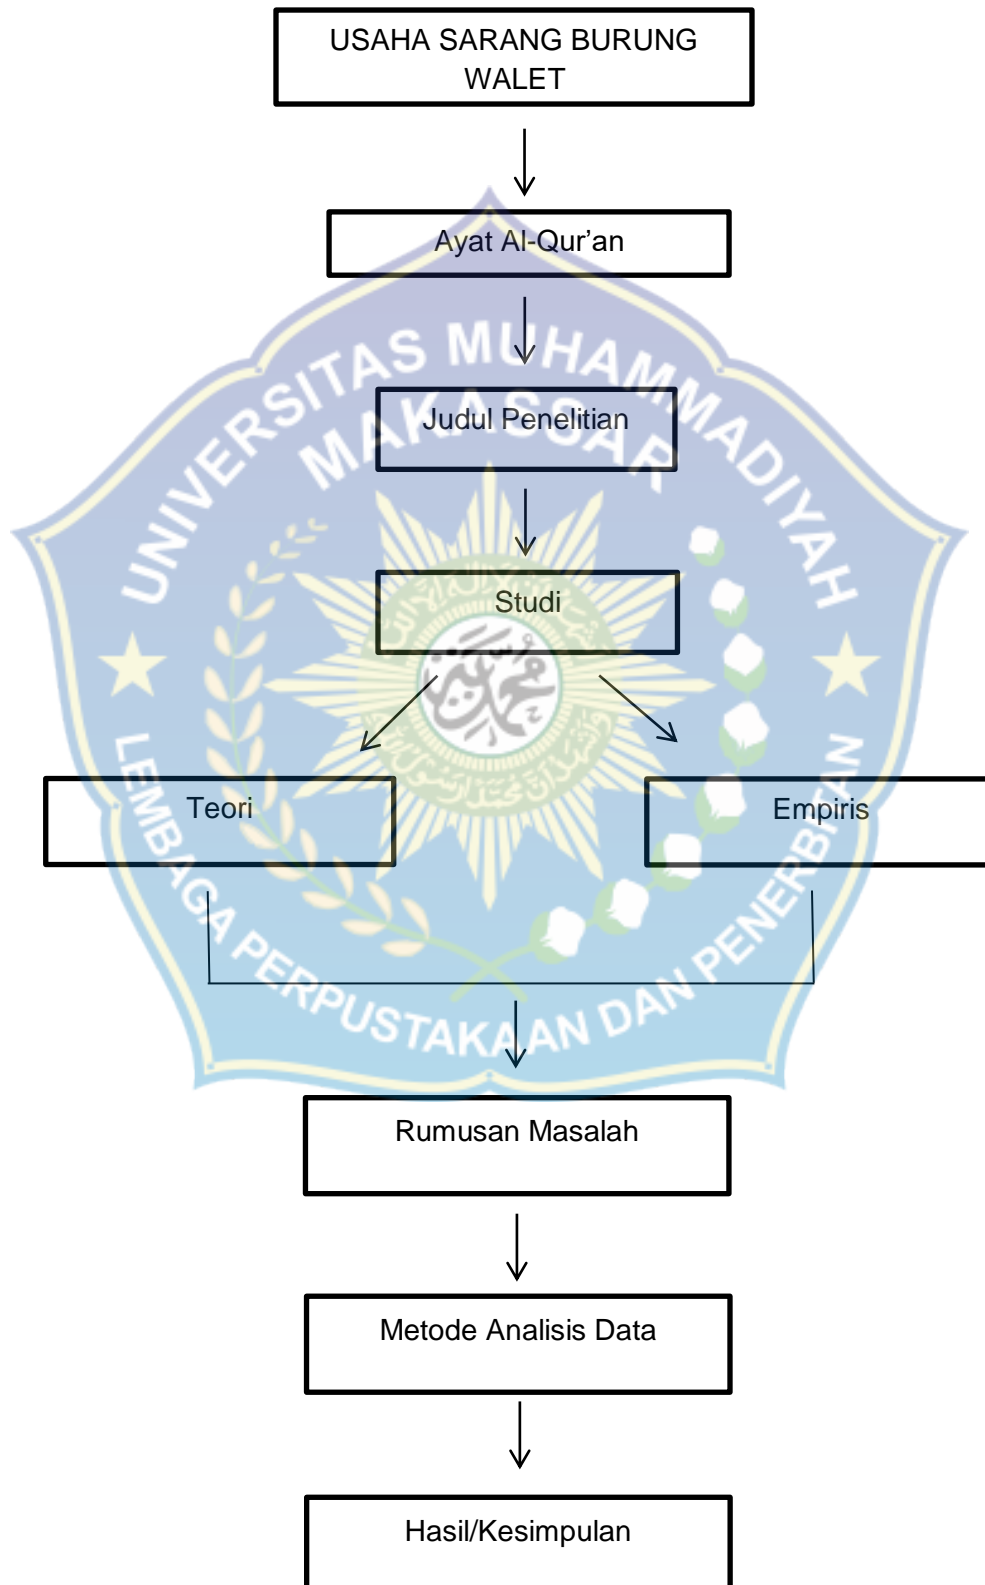 USAHA SARANG BURUNG
WALET
Ayat Al-Qur’an
UNIVERSITAS MUHAMMADIYAH
MAKASSAR
Judul Penelitian
Studi
محمد
Teori
Empiris
LEMBAGA PERPUSTAKAAN DAN PENERBITAN
Rumusan Masalah
Metode Analisis Data
Hasil/Kesimpulan